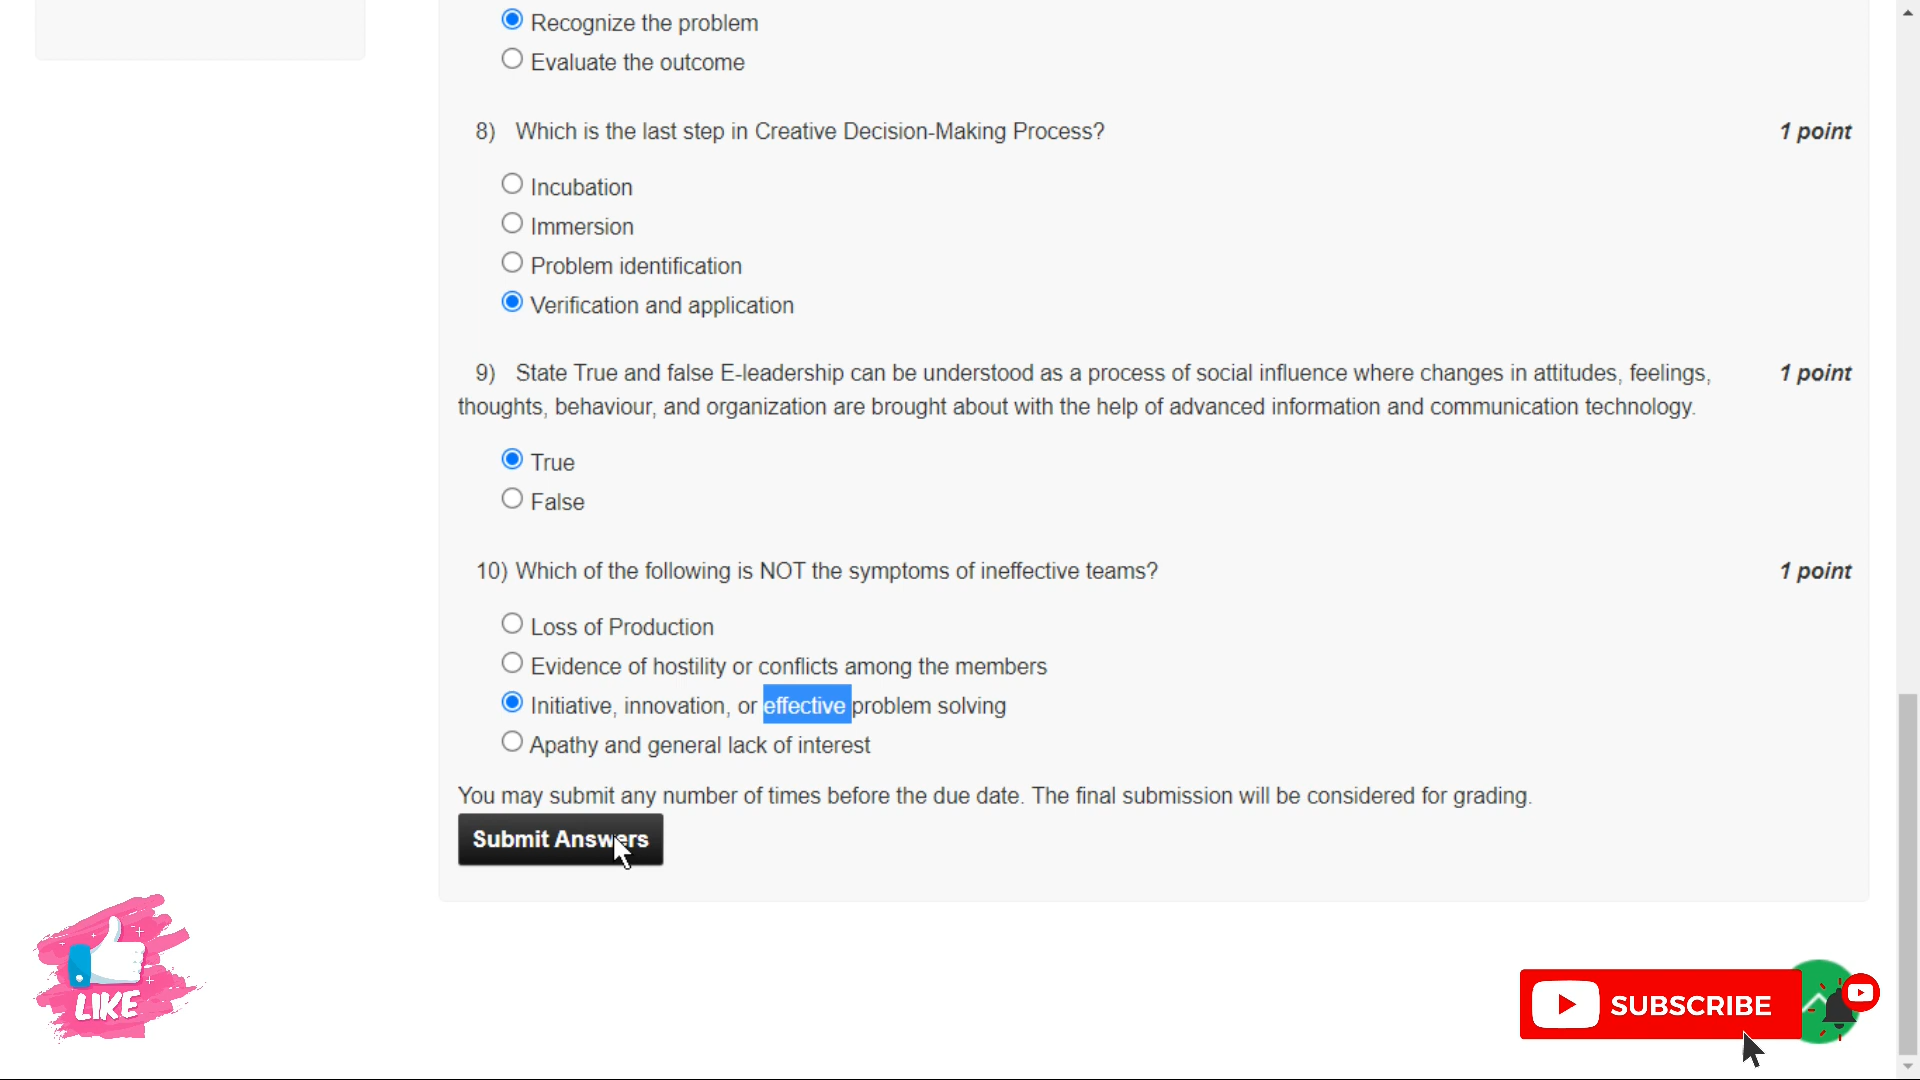 Recognize the problem
Evaluate the outcome
8) Which is the last step in Creative Decision-Making Process? 1 point
Incubation
Immersion
Problem identification
Verification and application
9) State True and false E-leadership can be understood as a process of social influence where changes in attitudes, feelings, 1 point
thoughts, behaviour, and organization are brought about with the help of advanced information and communication technology.
True
False
10) Which of the following is NOT the symptoms of ineffective teams? 1 point
Loss of Production
Evidence of hostility or conflicts among the members
Initiative, innovation, or effective problem solving
Apathy and general lack of interest
You may submit any number of times before the due date. The final submission will be considered for grading.
Submit Answers
LIKE
SUBSCRIBE